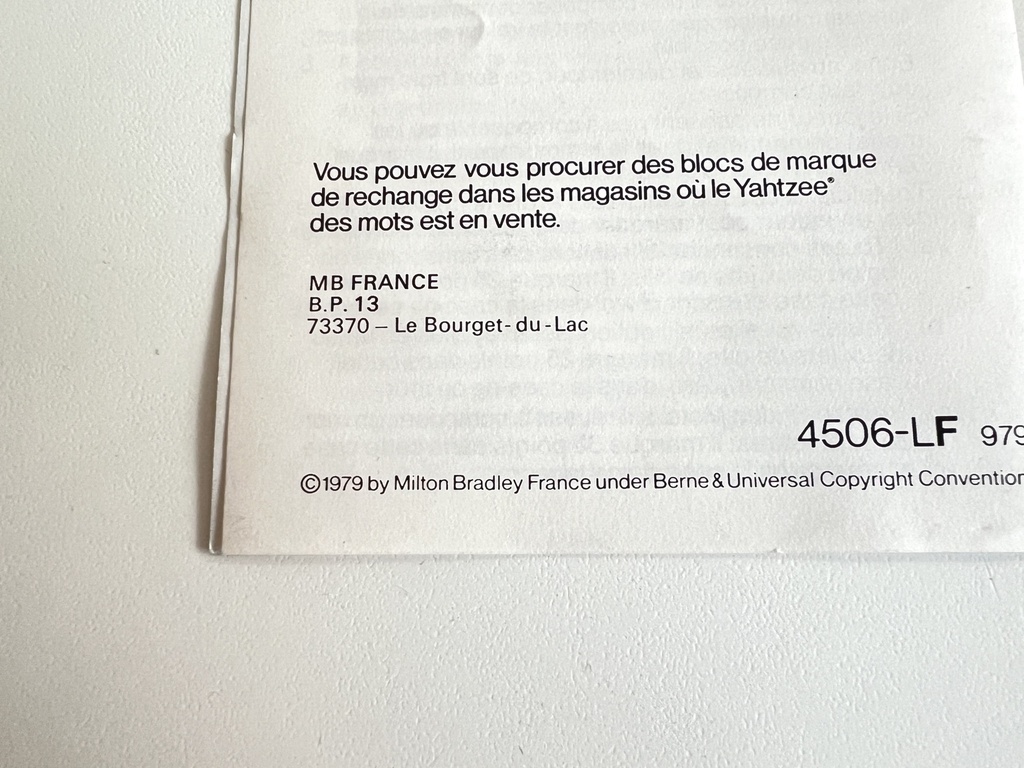 Vous pouvez vous procurer des blocs de marque
de rechange dans les magasins où le Yahtzee®
des mots est en vente.
MB FRANCE
B.P. 13
73370 – Le Bourget-du-Lac
4506-LF 979
©1979 by Milton Bradley France under Berne & Universal Copyright Convention